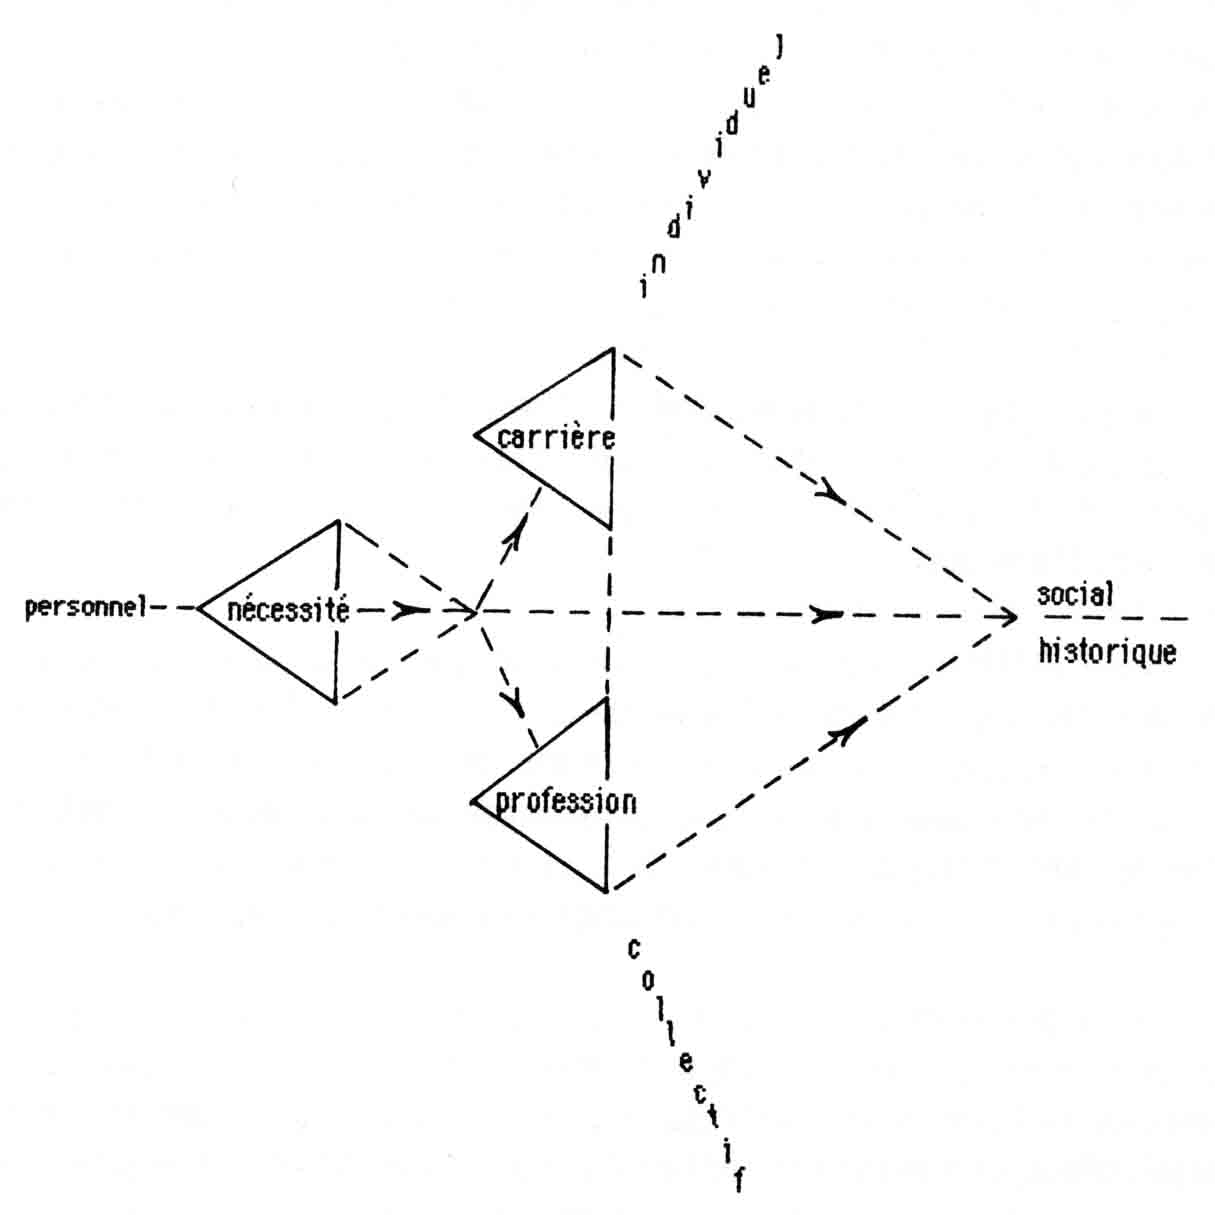 individuel
carrière
personnel
nécessité
social
historique
profession
collectif